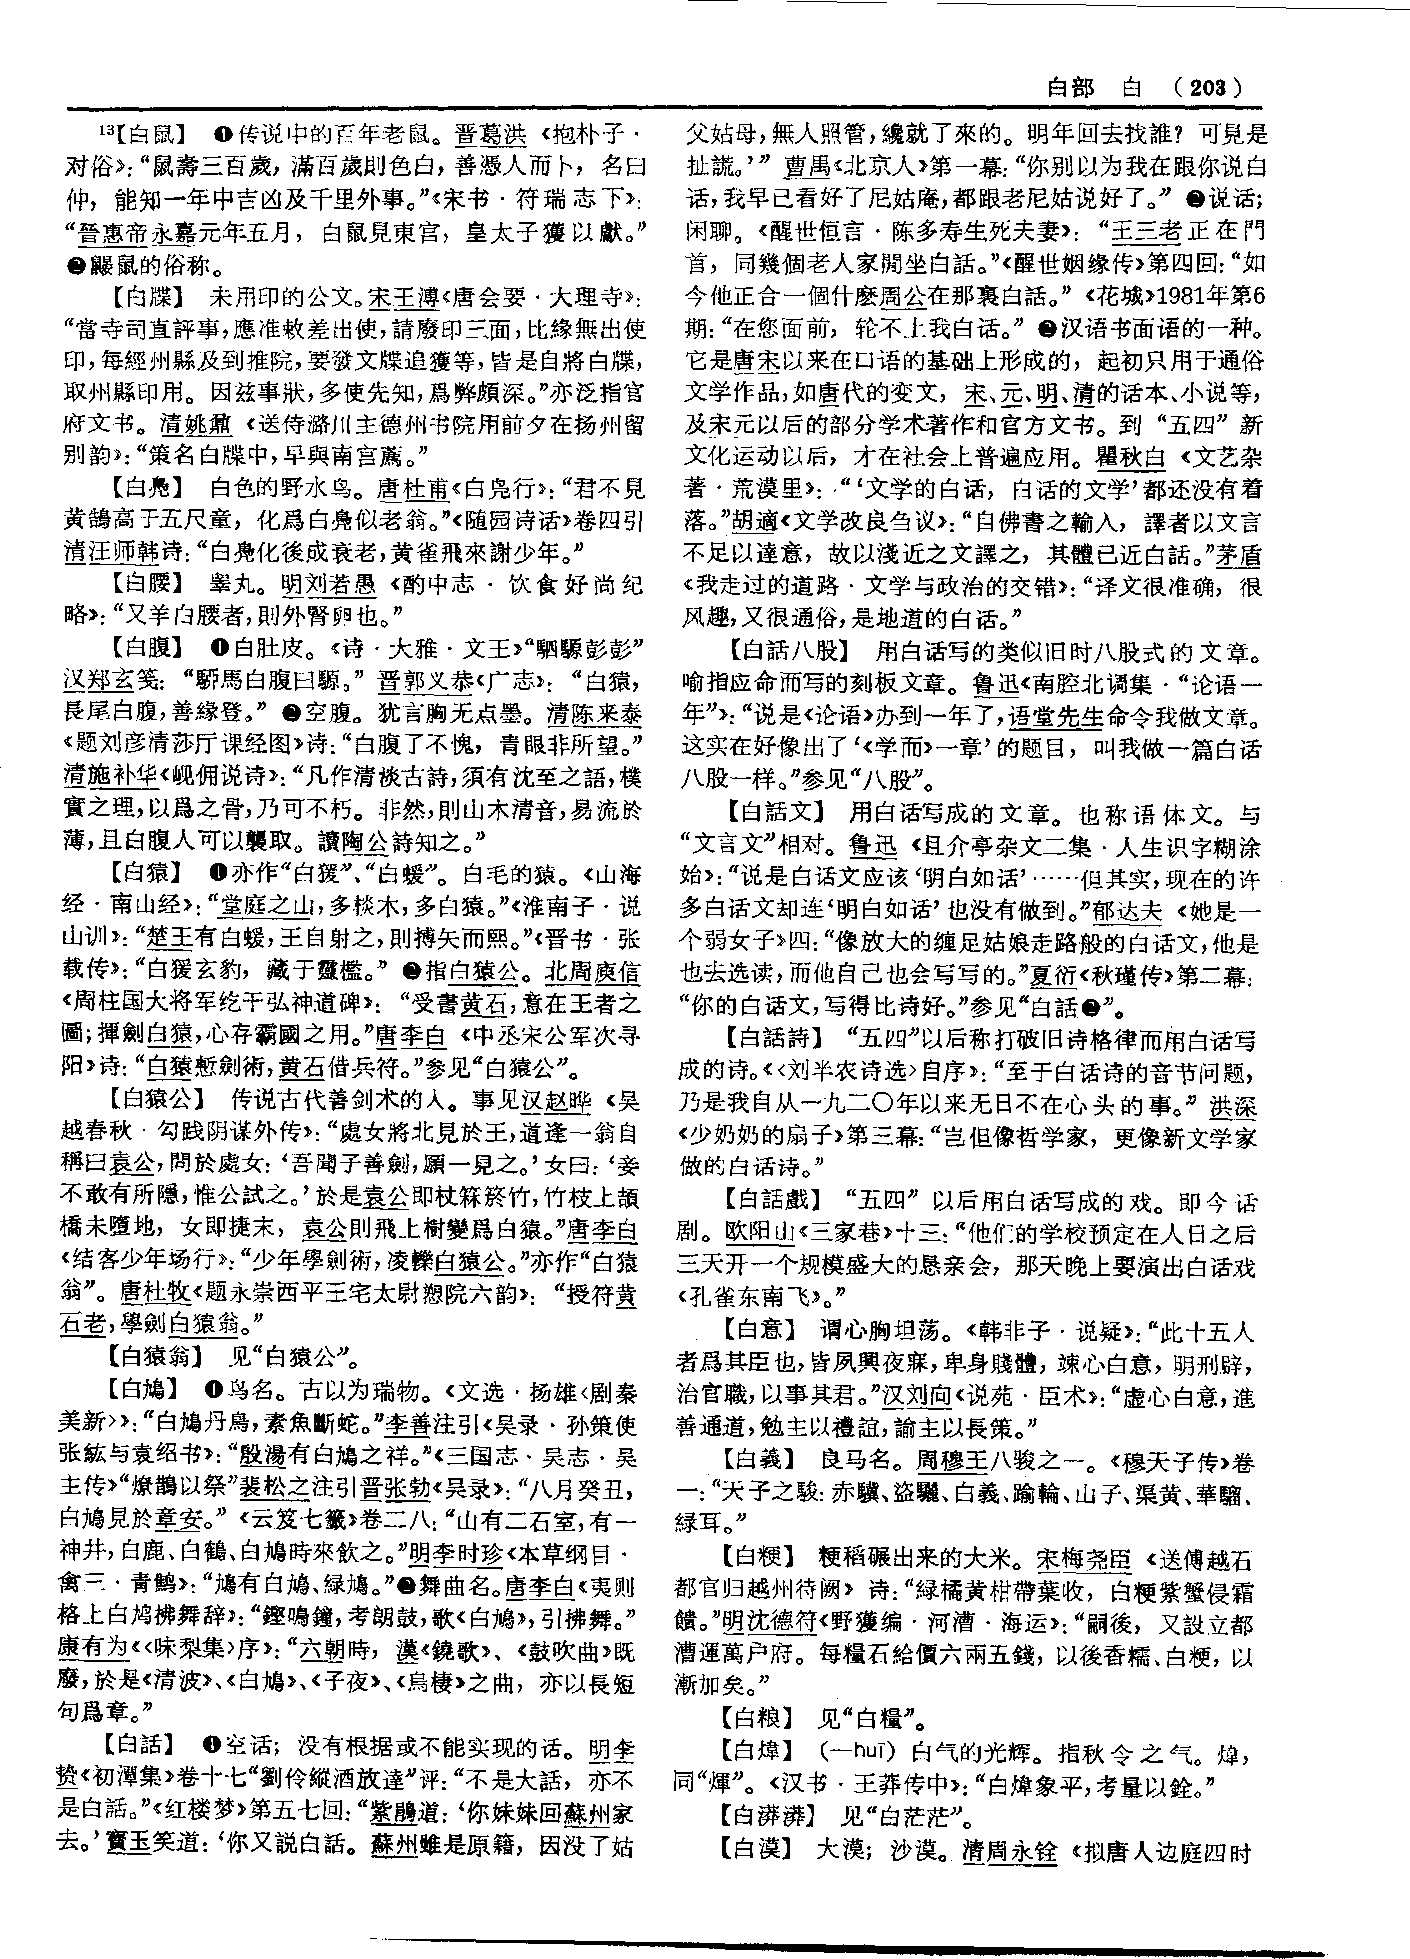 白部　白　（203）
13【白鼠】　❶传说中的百年老鼠。晋葛洪《抱朴子·
对俗》：“鼠壽三百歲，滿百歲則色白，善憑人而卜，名曰
仲，能知一年中吉凶及千里外事。”《宋书·符瑞志下》：
“晉惠帝永嘉元年五月，白鼠見東宫，皇太子獲以獻。”
❷鼹鼠的俗称。
【白牒】　未用印的公文。宋王溥《唐会要·大理寺》：
“當寺司直評事，應准敕差出使，請廢印三面，比緣無出使
印，每經州縣及到推院，要發文牒追獲等，皆是自將白牒，
取州縣印用。因兹事狀，多使先知，爲弊頗深。”亦泛指官
府文书。清姚鼐《送侍潞川主德州书院用前夕在扬州留
别韵》：“策名白牒中，早與南宫薦。”
【白凫】　白色的野水鸟。唐杜甫《白凫行》：“君不見
黄鵠高于五尺童，化爲白鳧似老翁。”《随园诗话》卷四引
清汪师韩诗：“白鳧化後成衰老，黄雀飛來謝少年。”
【白腰】　睾丸。明刘若愚《酌中志·饮食好尚纪
略》：“又羊白腰者，則外腎卵也。”
【白腹】　❶白肚皮。《诗·大雅·文王》“駟騵彭彭”
汉郑玄笺：“駵馬白腹曰騵。”晋郭义恭《广志》：“白猿，
長尾白腹，善緣登。”❷空腹。犹言胸无点墨。清陈来泰
《题刘彦清莎厅课经图》诗：“白腹了不愧，青眼非所望。”
清施补华《岘佣说诗》：“凡作清淡古詩，須有沈至之語，樸
實之理，以爲之骨，乃可不朽。非然，則山木清音，易流於
薄，且白腹人可以襲取。讀陶公詩知之。”
【白猿】　❶亦作“白猨”、“白蝯”。白毛的猿。《山海
经·南山经》：“堂庭之山，多棪木，多白猿。”《淮南子·说
山训》：“楚王有白蝯，王自射之，則搏矢而熙。”《晋书·张
载传》：“白猨玄豹，藏于靈檻。”❷指白猿公。北周庾信
《周柱国大将军纥干弘神道碑》：“受書黄石，意在王者之
圖；揮劍白猿，心存霸國之用。”唐李白《中丞宋公军次寻
阳》诗：“白猿慙劍術，黄石借兵符。”参见“白猿公”。
【白猿公】　传说古代善剑术的人。事见汉赵晔《吴
越春秋·勾践阴谋外传》：“處女將北見於王，道逢一翁自
稱曰袁公，問於處女：‘吾聞子善劍，願一見之。’女曰：‘妾
不敢有所隱，惟公試之。’於是袁公即杖箖箊竹，竹枝上頡
橋未墮地，女即捷末，袁公則飛上樹變爲白猿。”唐李白
《结客少年场行》：“少年學劍術，凌轢白猿公。”亦作“白猿
翁”。唐杜牧《题永崇西平王宅太尉愬院六韵》：“授符黄
石老，學劍白猿翁。”
【白猿翁】　见“白猿公”。
【白鳩】　❶鸟名。古以为瑞物。《文选·扬雄〈剧秦
美新〉》：“白鳩丹烏，素魚斷蛇。”李善注引《吴录·孙策使
张紘与袁绍书》：“殷湯有白鳩之祥。”《三国志·吴志·吴
主传》“燎鵲以祭”裴松之注引晋张勃《吴录》：“八月癸丑，
白鳩見於章安。”《云笈七籤》卷二八：“山有二石室，有一
神井，白鹿、白鶴、白鳩時來飲之。”明李时珍《本草纲目·
禽三·青鹪》：“鳩有白鳩、緑鳩。”❷舞曲名。唐李白《夷则
格上白鸠拂舞辞》：“鏗鳴鐘，考朗鼓，歌《白鳩》，引拂舞。”
康有为《〈味梨集〉序》：“六朝時，漢《鐃歌》、《鼓吹曲》既
廢，於是《清波》、《白鳩》、《子夜》、《烏棲》之曲，亦以長短
句爲章。”
【白話】　❶空话；没有根据或不能实现的话。明李
贽《初潭集》卷十七“劉伶縱酒放達”评：“不是大話，亦不
是白話。”《红楼梦》第五七回：“紫鵑道：‘你妹妹回蘇州家
去。’寶玉笑道：‘你又説白話。蘇州雖是原籍，因没了姑
父姑母，無人照管，纔就了來的。明年回去找誰？可見是
扯謊。’”曹禺《北京人》第一幕：“你别以为我在跟你说白
话，我早已看好了尼姑庵，都跟老尼姑说好了。”❷说话；
闲聊。《醒世恒言·陈多寿生死夫妻》：“王三老正在門
首，同幾個老人家閒坐白話。”《醒世姻缘传》第四回：“如
今他正合一個什麽周公在那裏白話。”《花城》1981年第6
期：“在您面前，轮不上我白话。”❸汉语书面语的一种。
它是唐宋以来在口语的基础上形成的，起初只用于通俗
文学作品，如唐代的变文，宋、元、明、清的话本、小说等，
及宋元以后的部分学术著作和官方文书。到“五四”新
文化运动以后，才在社会上普遍应用。瞿秋白《文艺杂
著·荒漠里》：“‘文学的白话，白话的文学’都还没有着
落。”胡適《文学改良刍议》：“自佛書之輸入，譯者以文言
不足以達意，故以淺近之文譯之，其體已近白話。”茅盾
《我走过的道路·文学与政治的交错》：“译文很准确，很
风趣，又很通俗，是地道的白话。”
【白話八股】　用白话写的类似旧时八股式的文章。
喻指应命而写的刻板文章。鲁迅《南腔北调集·“论语一
年”》：“说是《论语》办到一年了，语堂先生命令我做文章。
这实在好像出了‘《学而》一章’的题目，叫我做一篇白话
八股一样。”参见“八股”。
【白話文】　用白话写成的文章。也称语体文。与
“文言文”相对。鲁迅《且介亭杂文二集·人生识字糊涂
始》：“说是白话文应该‘明白如话’……但其实，现在的许
多白话文却连‘明白如话’也没有做到。”郁达夫《她是一
个弱女子》四：“像放大的缠足姑娘走路般的白话文，他是
也去选读，而他自己也会写写的。”夏衍《秋瑾传》第二幕：
“你的白话文，写得比诗好。”参见“白話❸”。
【白話詩】　“五四”以后称打破旧诗格律而用白话写
成的诗。《〈刘半农诗选〉自序》：“至于白话诗的音节问题，
乃是我自从一九二〇年以来无日不在心头的事。”洪深
《少奶奶的扇子》第三幕：“岂但像哲学家，更像新文学家
做的白话诗。”
【白話戲】　“五四”以后用白话写成的戏。即今话
剧。欧阳山《三家巷》十三：“他们的学校预定在人日之后
三天开一个规模盛大的恳亲会，那天晚上要演出白话戏
《孔雀东南飞》。”
【白意】　谓心胸坦荡。《韩非子·说疑》：“此十五人
者爲其臣也，皆夙興夜寐，卑身賤體，竦心白意，明刑辟，
治官職，以事其君。”汉刘向《说苑·臣术》：“虚心白意，進
善通道，勉主以禮誼，諭主以長策。”
【白義】　良马名。周穆王八骏之一。《穆天子传》卷
一：“天子之駿：赤驥、盜驪、白義、踰輪、山子、渠黄、華騮、
緑耳。”
【白粳】　粳稻碾出来的大米。宋梅尧臣《送傅越石
都官归越州待阙》诗：“緑橘黄柑帶葉收，白粳紫蟹侵霜
饋。”明沈德符《野獲编·河漕·海运》：“嗣後，又設立都
漕運萬户府。每糧石給價六兩五錢，以後香糯、白粳，以
漸加矣。”
【白粮】　见“白糧”。
【白煒】　（—huī）白气的光辉。指秋令之气。煒，
同“煇”。《汉书·王莽传中》：“白煒象平，考量以銓。”
【白漭漭】　见“白茫茫”。
【白漠】　大漠；沙漠。清周永铨《拟唐人边庭四时